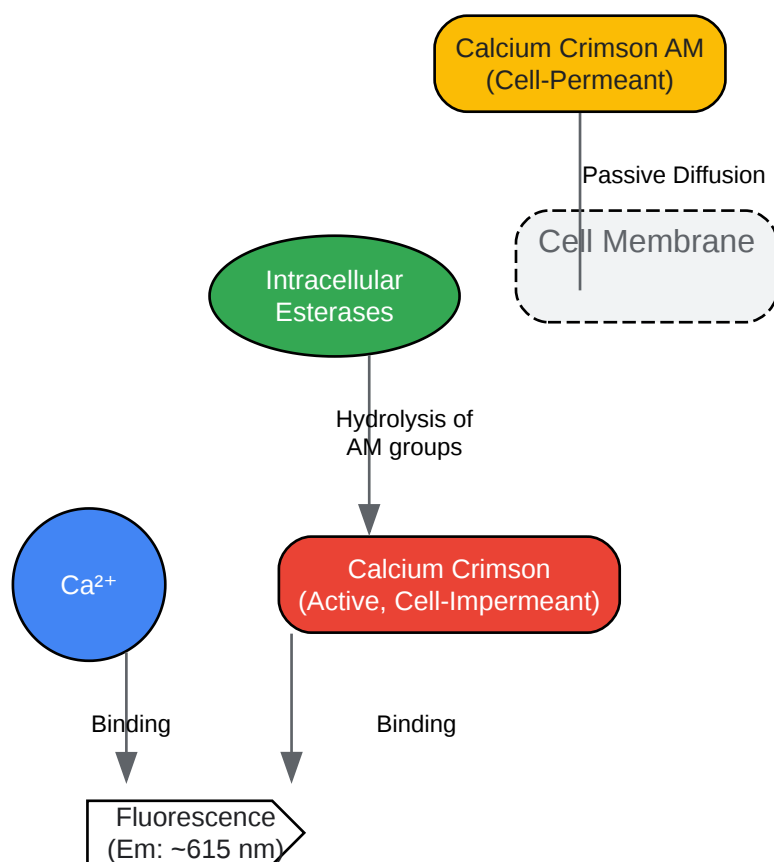 Calcium Crimson AM
(Cell-Permeant)
Passive Diffusion
Cell Membrane
Intracellular
Esterases
Hydrolysis of
AM groups
Ca²⁺
Calcium Crimson
(Active, Cell-Impermeant)
Binding
Binding
Fluorescence
(Em: ~615 nm)